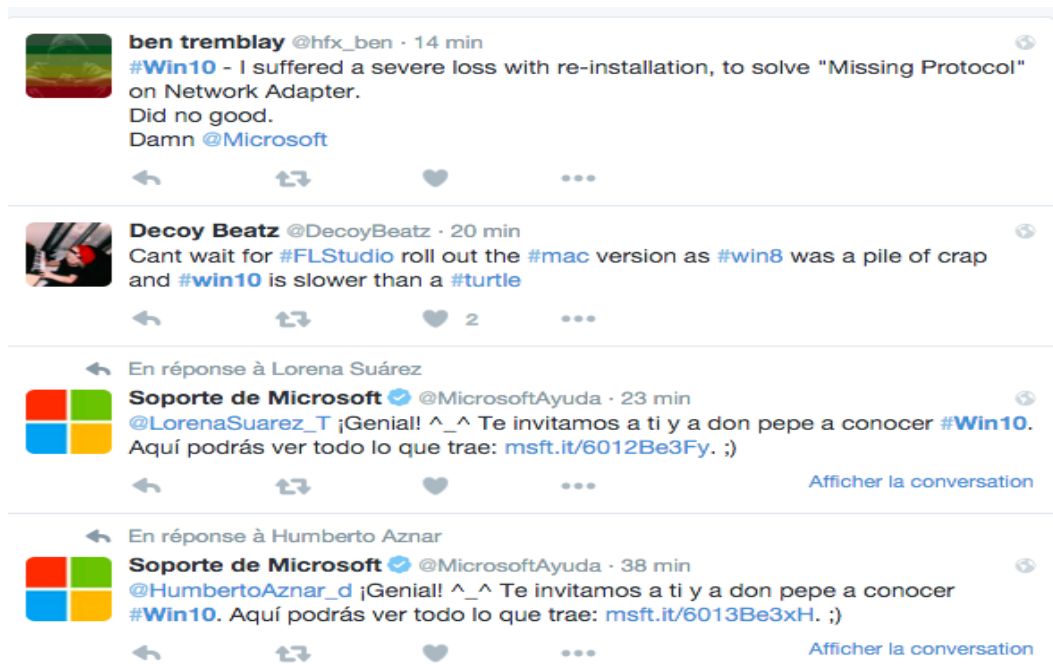 ben tremblay @hfx_ben · 14 min
#Win10 - I suffered a severe loss with re-installation, to solve "Missing Protocol"
on Network Adapter.
Did no good.
Damn @Microsoft
Decoy Beatz @DecoyBeatz · 20 min
Cant wait for #FLStudio roll out the #mac version as #win8 was a pile of crap
and #win10 is slower than a #turtle
2
En réponse à Lorena Suárez
Soporte de Microsoft @MicrosoftAyuda · 23 min
@LorenaSuarez_T ¡Genial! ^_^ Te invitamos a ti y a don pepe a conocer #Win10.
Aquí podrás ver todo lo que trae: msft.it/6012Be3Fy. ;)
Afficher la conversation
En réponse à Humberto Aznar
Soporte de Microsoft @MicrosoftAyuda · 38 min
@HumbertoAznar_d ¡Genial! ^_^ Te invitamos a ti y a don pepe a conocer
#Win10. Aquí podrás ver todo lo que trae: msft.it/6013Be3xH. ;)
Afficher la conversation